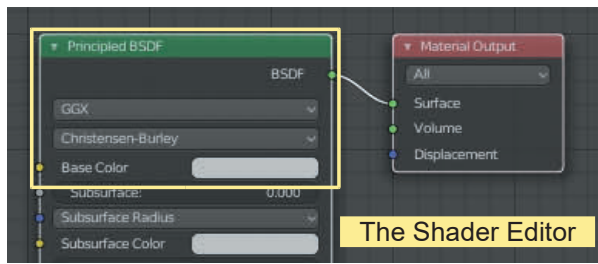 Principled BSDF
BSDF
GGX
Christensen-Burley
Base Color
Subsurface: 0.000
Subsurface Radius
Subsurface Color
Material Output
All
Surface
Volume
Displacement
The Shader Editor